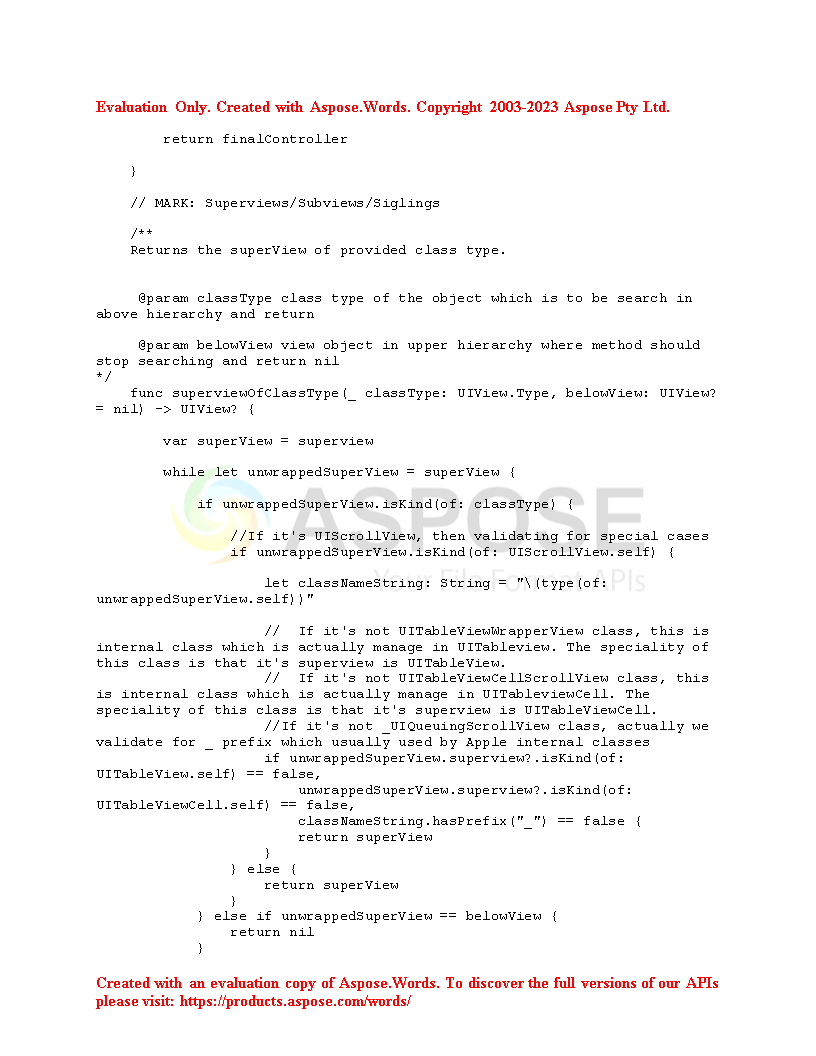 Evaluation Only. Created with Aspose.Words. Copyright 2003-2023 Aspose Pty Ltd.
return finalController
}
// MARK: Superviews/Subviews/Siglings
/**
Returns the superView of provided class type.
@param classType class type of the object which is to be search in
above hierarchy and return
@param belowView view object in upper hierarchy where method should
stop searching and return nil
*/
func superviewOfClassType(_ classType: UIView.Type, belowView: UIView?
= nil) -> UIView? {
var superView = superview
while let unwrappedSuperView = superView {
if unwrappedSuperView.isKind(of: classType) {
ASPOSE
//If it's UIScrollView, then validating for special cases
if unwrappedSuperView.isKind(of: UIScrollView.self) {
Your File Format APIs
let classNameString: String = "\(type(of:
unwrappedSuperView.self))"
//  If it's not UITableViewWrapperView class, this is
internal class which is actually manage in UITableview. The speciality of
this class is that it's superview is UITableView.
//  If it's not UITableViewCellScrollView class, this
is internal class which is actually manage in UITableviewCell. The
speciality of this class is that it's superview is UITableViewCell.
//If it's not _UIQueuingScrollView class, actually we
validate for _ prefix which usually used by Apple internal classes
if unwrappedSuperView.superview?.isKind(of:
UITableView.self) == false,
unwrappedSuperView.superview?.isKind(of:
UITableViewCell.self) == false,
classNameString.hasPrefix("_") == false {
return superView
}
} else {
return superView
}
} else if unwrappedSuperView == belowView {
return nil
}
Created with an evaluation copy of Aspose.Words. To discover the full versions of our APIs
please visit: https://products.aspose.com/words/